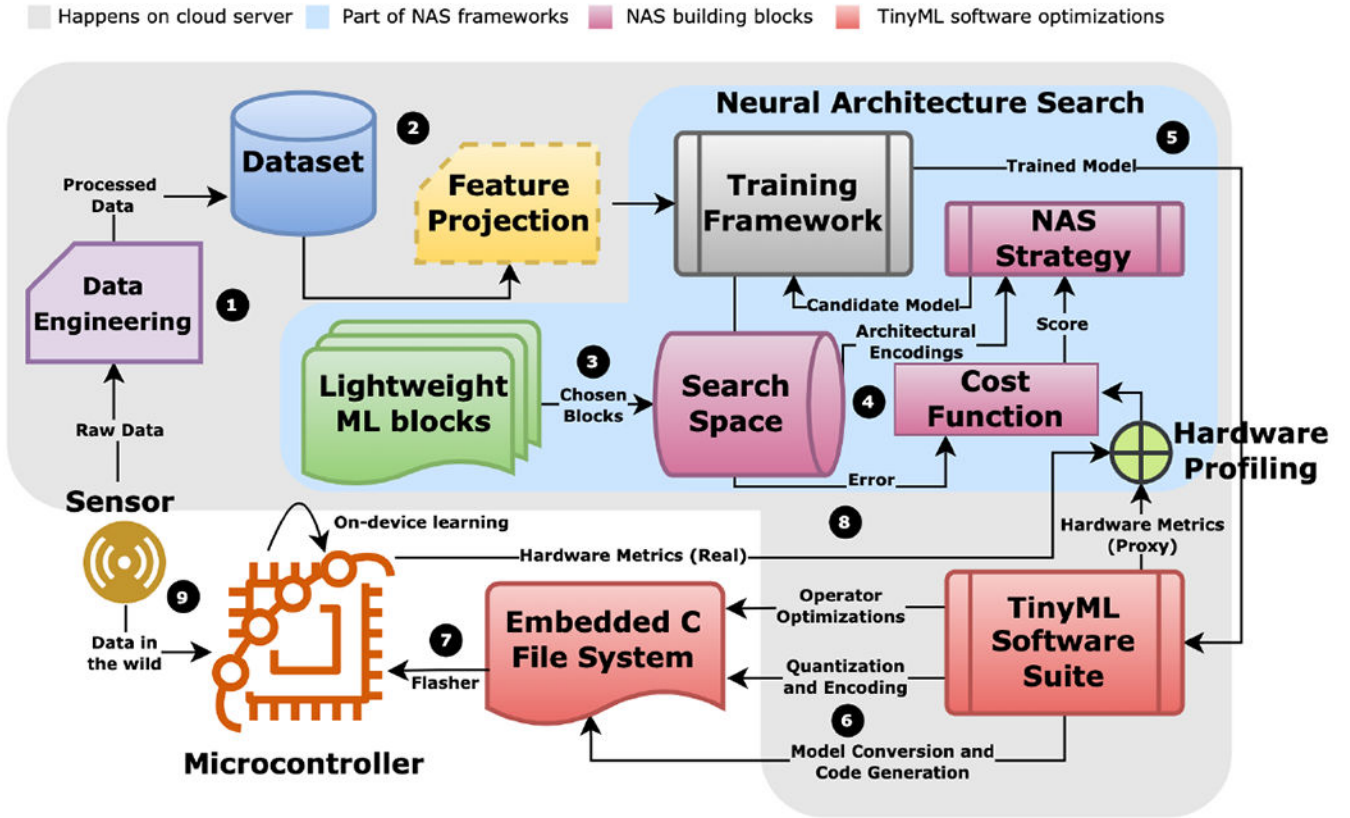 Happens on cloud server
Part of NAS frameworks
NAS building blocks
TinyML software optimizations
Neural Architecture Search
2
5
Dataset
Processed
Data
Feature
Projection
Training
Framework
Trained Model
NAS
Strategy
Data
Engineering
1
Candidate Model
Architectural
Encodings
Score
Lightweight
ML blocks
3
Chosen
Blocks
Search
Space
4
Cost
Function
Raw Data
Hardware
Profiling
Error
Sensor
On-device learning
8
Hardware Metrics
(Proxy)
Hardware Metrics (Real)
9
Data in
the wild
7
Flasher
Embedded C
File System
Operator
Optimizations
Quantization
and Encoding
TinyML
Software
Suite
6
Model Conversion and
Code Generation
Microcontroller